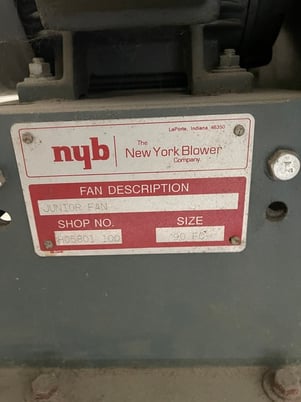 LaPorte, Indiana 46350
nyb
The
New York Blower
Company.
FAN DESCRIPTION
JUNIOR FAN
SHOP NO. SIZE
H05801 100